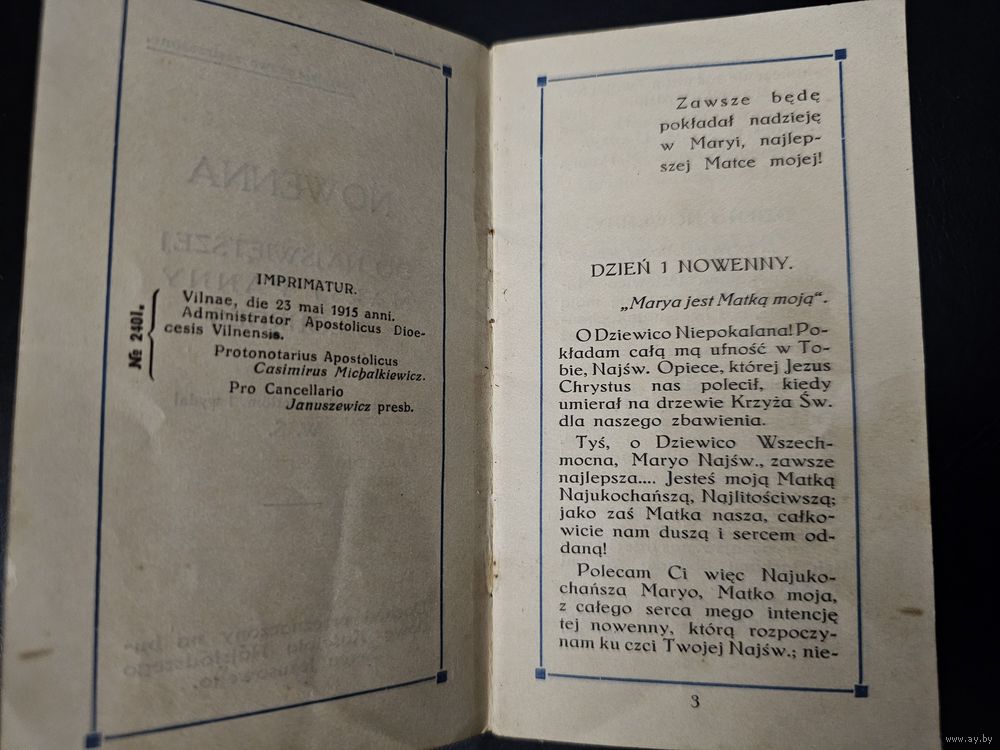 IMPRIMATUR.
№ 2401.
Vilnae, die 23 mai 1915 anni.
Administrator Apostolicus Dioe-
cesis Vilnensis.
Protonotarius Apostolicus
Casimirus Michalkiewicz.
Pro Cancellario
Januszewicz presb.
Zawsze będę
pokładał nadzieję
w Maryi, najlep-
szej Matce mojej!
DZIEŃ 1 NOWENNY.
„Marya jest Matką moją“.
O Dziewico Niepokalana! Po-
kładam całą mą ufność w To-
bie, Najśw. Opiece, której Jezus
Chrystus nas polecił, kiedy
umierał na drzewie Krzyża Św.
dla naszego zbawienia.
Tyś, o Dziewico Wszech-
mocna, Maryo Najśw., zawsze
najlepsza.... Jesteś moją Matką
Najukochańszą, Najlitościwszą;
jako zaś Matka nasza, całko-
wicie nam duszą i sercem od-
daną!
Polecam Ci więc Najuko-
chańsza Maryo, Matko moja,
z całego serca mego intencję
tej nowenny, którą rozpoczy-
nam ku czci Twojej Najśw.; nie-
3
www.ay.by